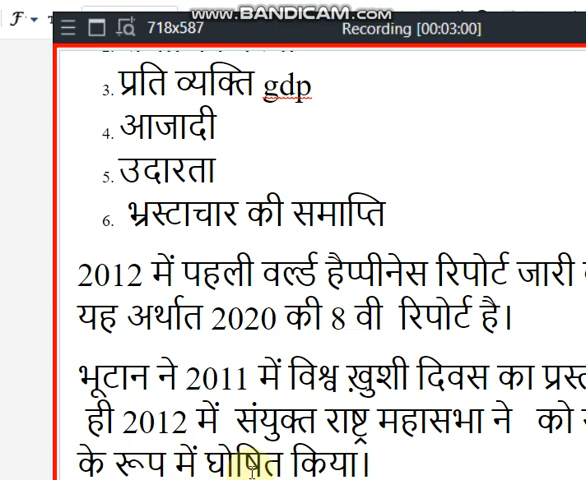 www.BANDICAM.com
718x587 Recording [00:03:00]
3. प्रति व्यक्ति gdp
4. आजादी
5. उदारता
6. भ्रस्टाचार की समाप्ति
2012 में पहली वर्ल्ड हैप्पीनेस रिपोर्ट जारी
यह अर्थात 2020 की 8 वी रिपोर्ट है।
भूटान ने 2011 में विश्व ख़ुशी दिवस का
ही 2012 में संयुक्त राष्ट्र महासभा ने को
के रूप में घोषित किया।